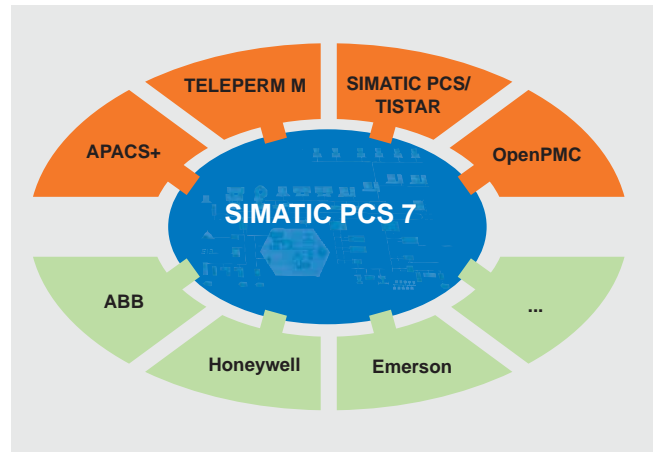 TELEPERM M
SIMATIC PCS/
TISTAR
APACS+
OpenPMC
SIMATIC PCS 7
ABB
...
Honeywell
Emerson